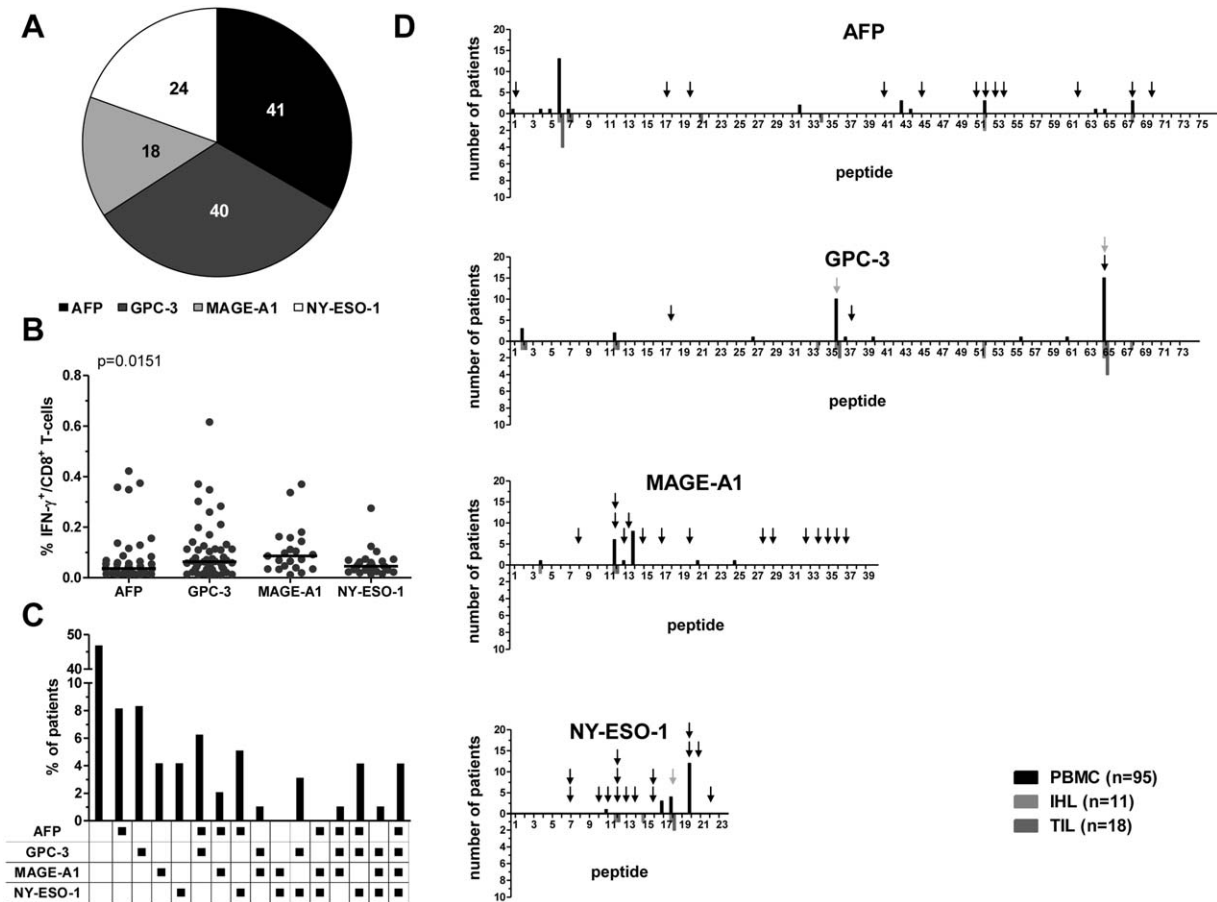 A
24
41
18
40
AFP GPC-3 MAGE-A1 NY-ESO-1
B
p=0.0151
% IFN-γ+/CD8+ T-cells
0.8
0.6
0.4
0.2
0.0
AFP GPC-3 MAGE-A1 NY-ESO-1
C
% of patients
50
40
8
6
4
2
0
AFP
GPC-3
MAGE-A1
NY-ESO-1
D
AFP
number of patients
20
15
10
5
0
2
4
6
8
10
1 3 5 7 9 11 13 15 17 19 21 23 25 27 29 31 33 35 37 39 41 43 45 47 49 51 53 55 57 59 61 63 65 67 69 71 73 75
peptide
GPC-3
number of patients
20
15
10
5
0
2
4
6
8
10
1 3 5 7 9 11 13 15 17 19 21 23 25 27 29 31 33 35 37 39 41 43 45 47 49 51 53 55 57 59 61 63 65 67 69 71 73
peptide
MAGE-A1
number of patients
20
15
10
5
0
2
4
6
8
10
1 3 5 7 9 11 13 15 17 19 21 23 25 27 29 31 33 35 37 39
peptide
NY-ESO-1
number of patients
20
15
10
5
0
2
4
6
8
10
1 3 5 7 9 11 13 15 17 19 21 23
peptide
PBMC (n=95)
IHL (n=11)
TIL (n=18)